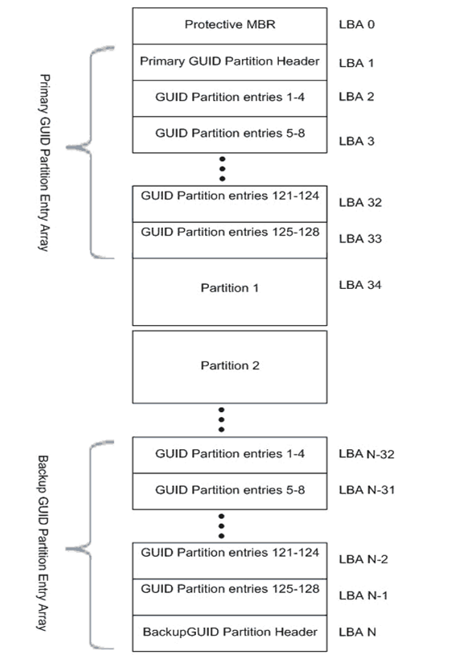 Protective MBR LBA 0
Primary GUID Partition Header LBA 1
GUID Partition entries 1-4 LBA 2
GUID Partition entries 5-8 LBA 3
Primary GUID Partition Entry Array
GUID Partition entries 121-124 LBA 32
GUID Partition entries 125-128 LBA 33
Partition 1 LBA 34
Partition 2
GUID Partition entries 1-4 LBA N-32
GUID Partition entries 5-8 LBA N-31
Backup GUID Partition Entry Array
GUID Partition entries 121-124 LBA N-2
GUID Partition entries 125-128 LBA N-1
BackupGUID Partition Header LBA N